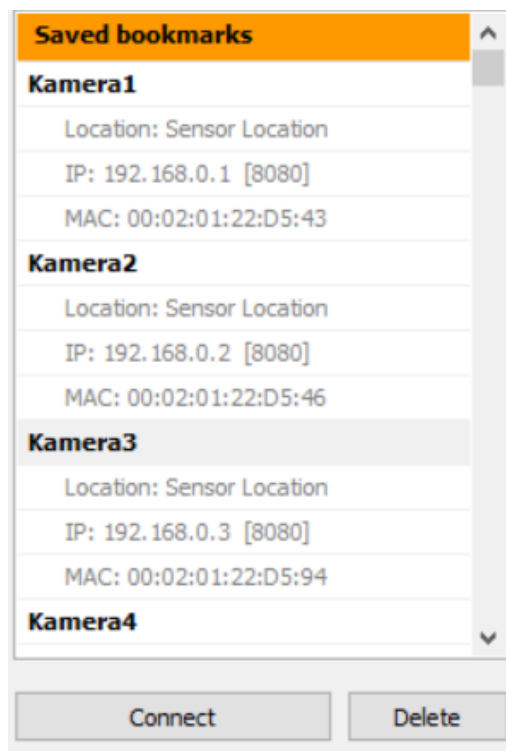 Saved bookmarks
Kamera1
Location: Sensor Location
IP: 192.168.0.1 [8080]
MAC: 00:02:01:22:D5:43
Kamera2
Location: Sensor Location
IP: 192.168.0.2 [8080]
MAC: 00:02:01:22:D5:46
Kamera3
Location: Sensor Location
IP: 192.168.0.3 [8080]
MAC: 00:02:01:22:D5:94
Kamera4
Connect
Delete